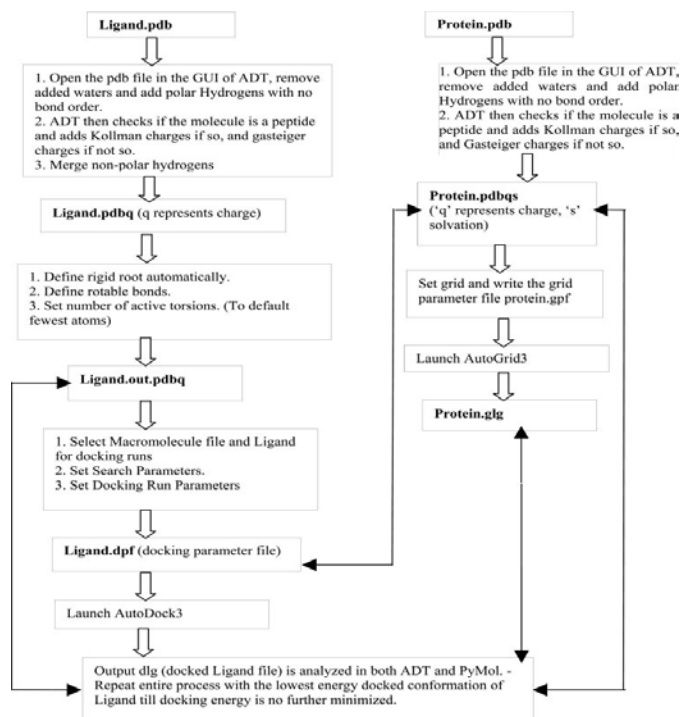 Ligand.pdb
1. Open the pdb file in the GUI of ADT, remove
added waters and add polar Hydrogens with no
bond order.
2. ADT then checks if the molecule is a peptide
and adds Kollman charges if so, and gasteiger
charges if not so.
3. Merge non-polar hydrogens
Ligand.pdbq (q represents charge)
1. Define rigid root automatically.
2. Define rotable bonds.
3. Set number of active torsions. (To default
fewest atoms)
Ligand.out.pdbq
1. Select Macromolecule file and Ligand
for docking runs
2. Set Search Parameters.
3. Set Docking Run Parameters
Ligand.dpf (docking parameter file)
Launch AutoDock3
Protein.pdb
1. Open the pdb file in the GUI of ADT,
remove added waters and add polar
Hydrogens with no bond order.
2. ADT then checks if the molecule is a
peptide and adds Kollman charges if so,
and Gasteiger charges if not so.
Protein.pdbqs
('q' represents charge, 's'
solvation)
Set grid and write the grid
parameter file protein.gpf
Launch AutoGrid3
Protein.glg
Output dlg (docked Ligand file) is analyzed in both ADT and PyMol. -
Repeat entire process with the lowest energy docked conformation of
Ligand till docking energy is no further minimized.